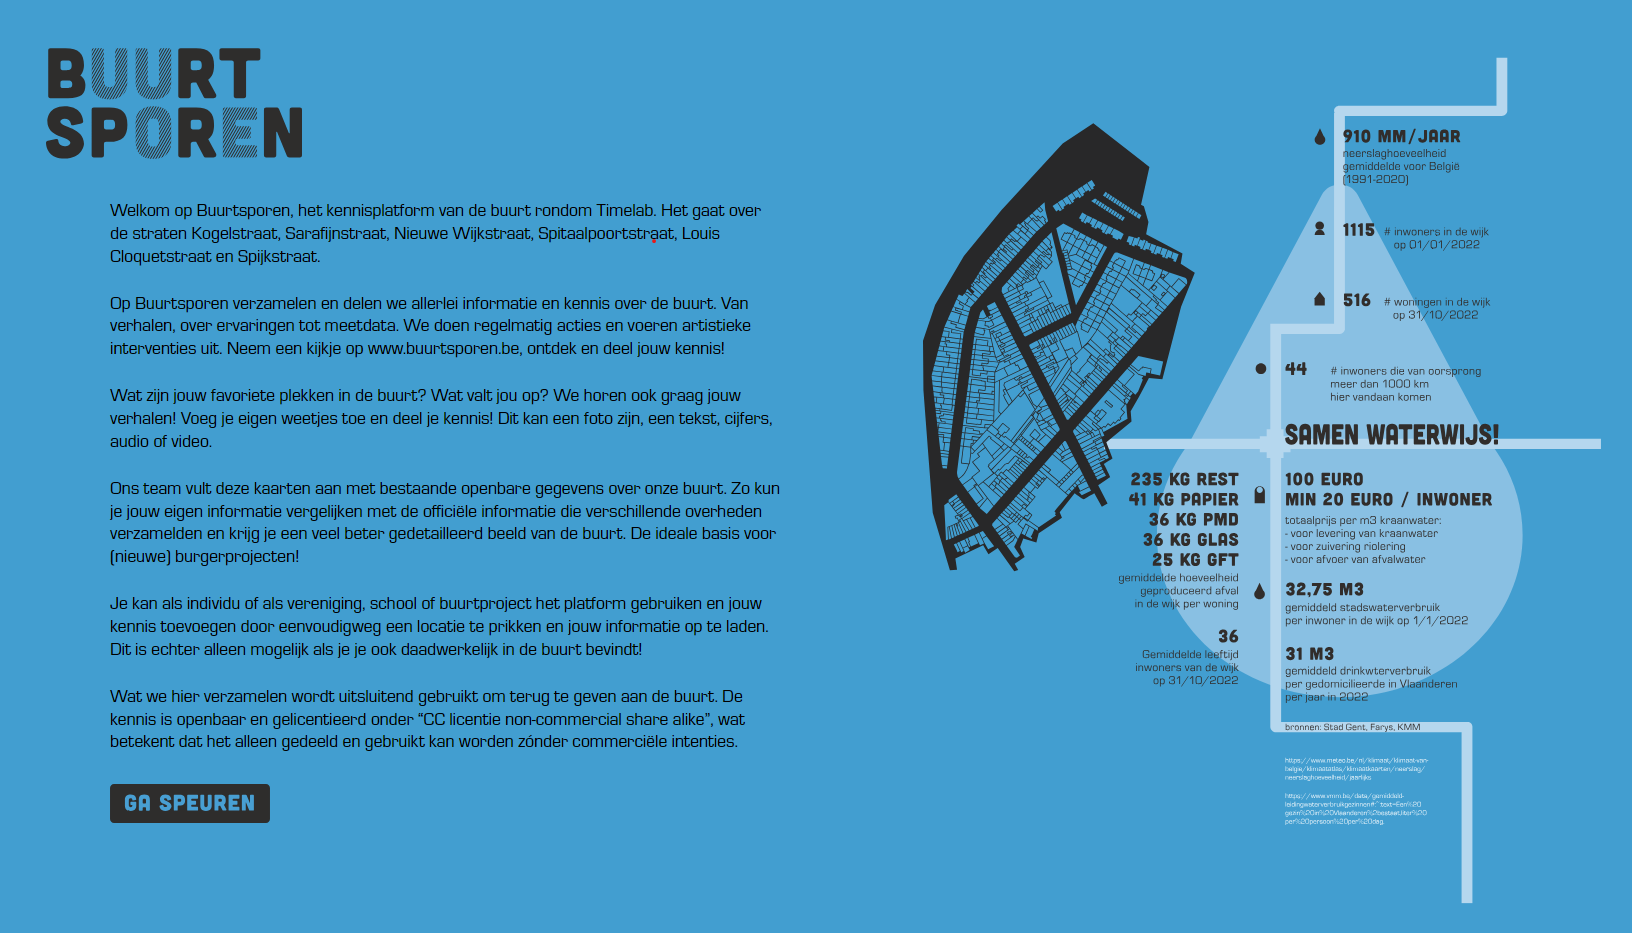 BUURT
SPOREN
Welkom op Buurtsporen, het kennisplatform van de buurt rondom Timelab. Het gaat over
de straten Kogelstraat, Sarafijnstraat, Nieuwe Wijkstraat, Spitaalpoortstraat, Louis
Cloquetstraat en Spijkstraat.
Op Buurtsporen verzamelen en delen we allerlei informatie en kennis over de buurt. Van
verhalen, over ervaringen tot meetdata. We doen regelmatig acties en voeren artistieke
interventies uit. Neem een kijkje op www.buurtsporen.be, ontdek en deel jouw kennis!
Wat zijn jouw favoriete plekken in de buurt? Wat valt jou op? We horen ook graag jouw
verhalen! Voeg je eigen weetjes toe en deel je kennis! Dit kan een foto zijn, een tekst, cijfers,
audio of video.
Ons team vult deze kaarten aan met bestaande openbare gegevens over onze buurt. Zo kun
je jouw eigen informatie vergelijken met de officiële informatie die verschillende overheden
verzamelden en krijg je een veel beter gedetailleerd beeld van de buurt. De ideale basis voor
(nieuwe) burgerprojecten!
Je kan als individu of als vereniging, school of buurtproject het platform gebruiken en jouw
kennis toevoegen door eenvoudigweg een locatie te prikken en jouw informatie op te laden.
Dit is echter alleen mogelijk als je je ook daadwerkelijk in de buurt bevindt!
Wat we hier verzamelen wordt uitsluitend gebruikt om terug te geven aan de buurt. De
kennis is openbaar en gelicentieerd onder “CC licentie non-commercial share alike”, wat
betekent dat het alleen gedeeld en gebruikt kan worden zónder commerciële intenties.
GA SPEUREN
910 MM/JAAR
neerslaghoeveelheid
gemiddelde voor België
(1991-2020)
1115 # inwoners in de wijk
op 01/01/2022
516 # woningen in de wijk
op 31/10/2022
44 # inwoners die van oorsprong
meer dan 1000 km
hier vandaan komen
SAMEN WATERWIJS!
235 KG REST
41 KG PAPIER
36 KG PMD
36 KG GLAS
25 KG GFT
gemiddelde hoeveelheid
geproduceerd afval
in de wijk per woning
36
Gemiddelde leeftijd
inwoners van de wijk
op 31/10/2022
100 EURO
MIN 20 EURO / INWONER
totaalprijs per m3 kraanwater:
- voor levering van kraanwater
- voor zuivering riolering
- voor afvoer van afvalwater
32,75 M3
gemiddeld stadswaterverbruik
per inwoner in de wijk op 1/1/2022
31 M3
gemiddeld drinkwterverbruik
per gedomicilieerde in Vlaanderen
per jaar in 2022
bronnen: Stad Gent, Farys, KMM
https://www.meteo.be/nl/klimaat/klimaat-van-
belgie/klimaatatlas/klimaatkaarten/neerslag/
neerslaghoeveelheid/jaarlijks
https://www.vmm.be/data/gemiddeld-
leidingwaterverbruikgezinnen#:~:text=Een%20
gezin%20in%20Vlaanderen%2bestaat,liter%20
per%20persoon%20per%20dag.